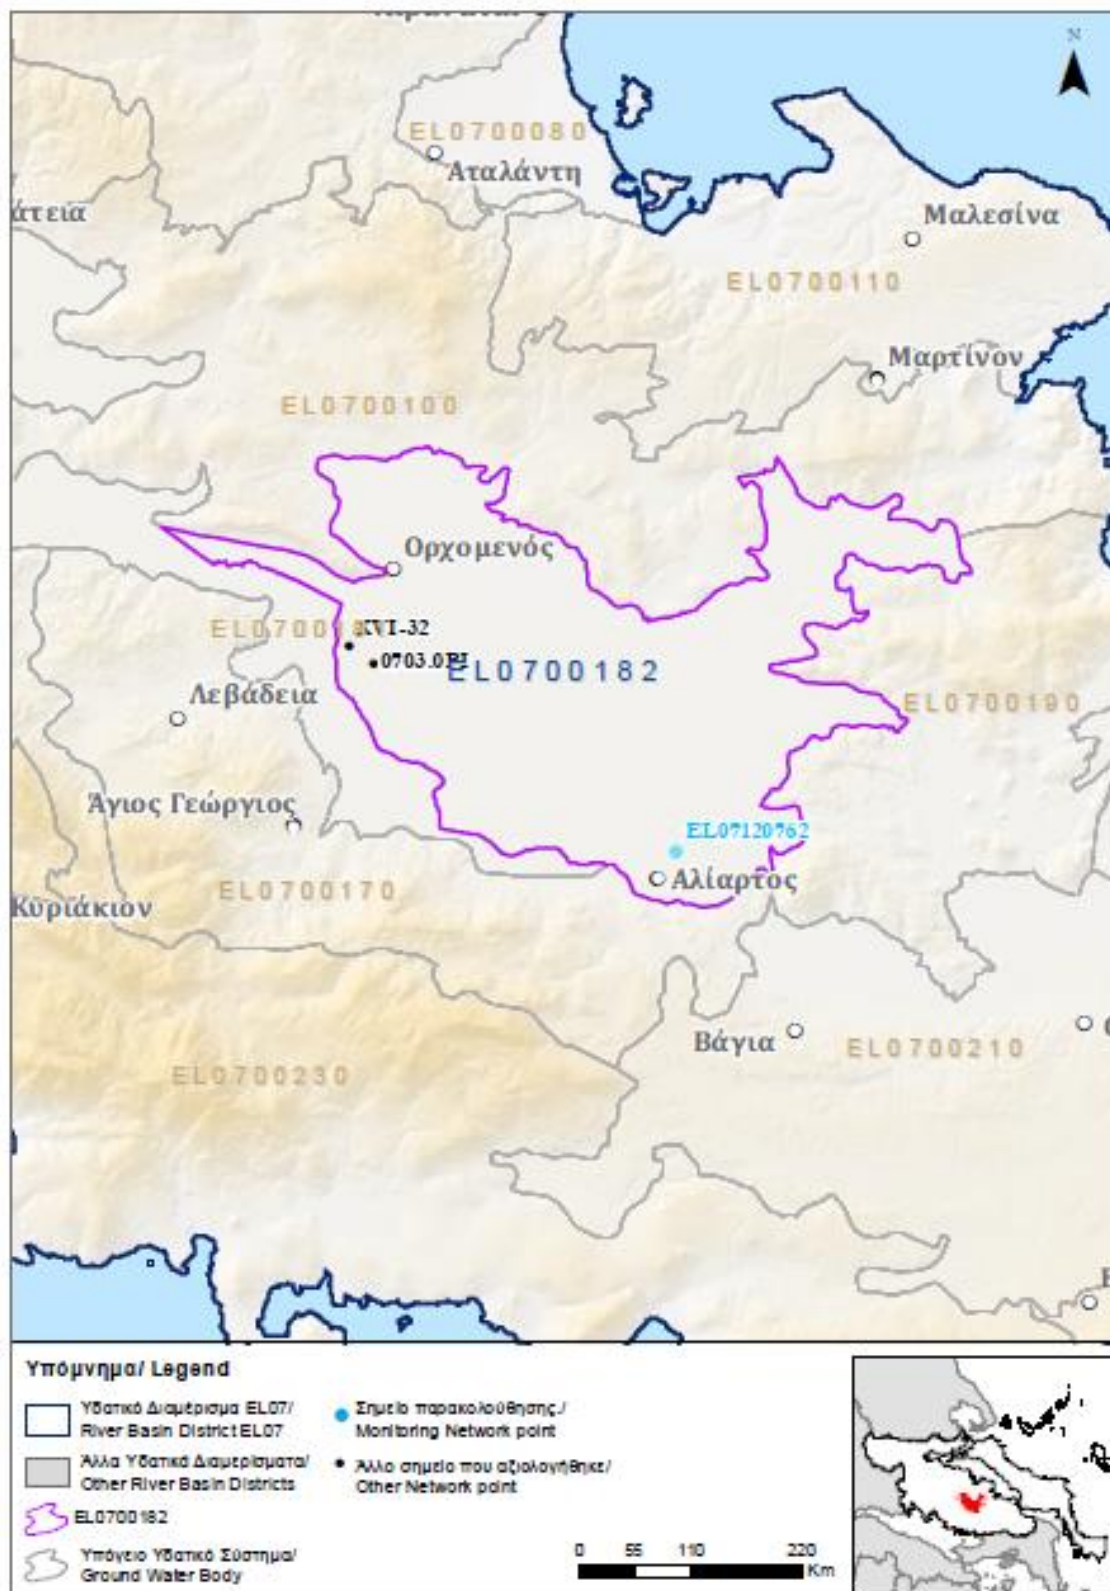 N
EL0700080
Αταλάντη
άτεια
Μαλεσίνα
EL0700110
Μαρτίνον
EL0700100
Ορχομενός
KVI-32
EL0700182
Λεβάδεια
EL0700190
Άγιος Γεώργιος
EL07120762
Αλίαρτος
EL0700170
Κυριάκιον
Βάγια
EL0700210
EL0700230
Υπόμνημα/ Legend
Υδατικό Διαμέρισμα EL07/
River Basin District EL07
Άλλα Υδατικά Διαμερίσματα/
Other River Basin Districts
EL0700182
Υπόγειο Υδατικό Σύστημα/
Ground Water Body
Σημείο παρακολούθησης/
Monitoring Network point
Άλλο σημείο που αξιολογήθηκε/
Other Network point
0 55 110 220
Km